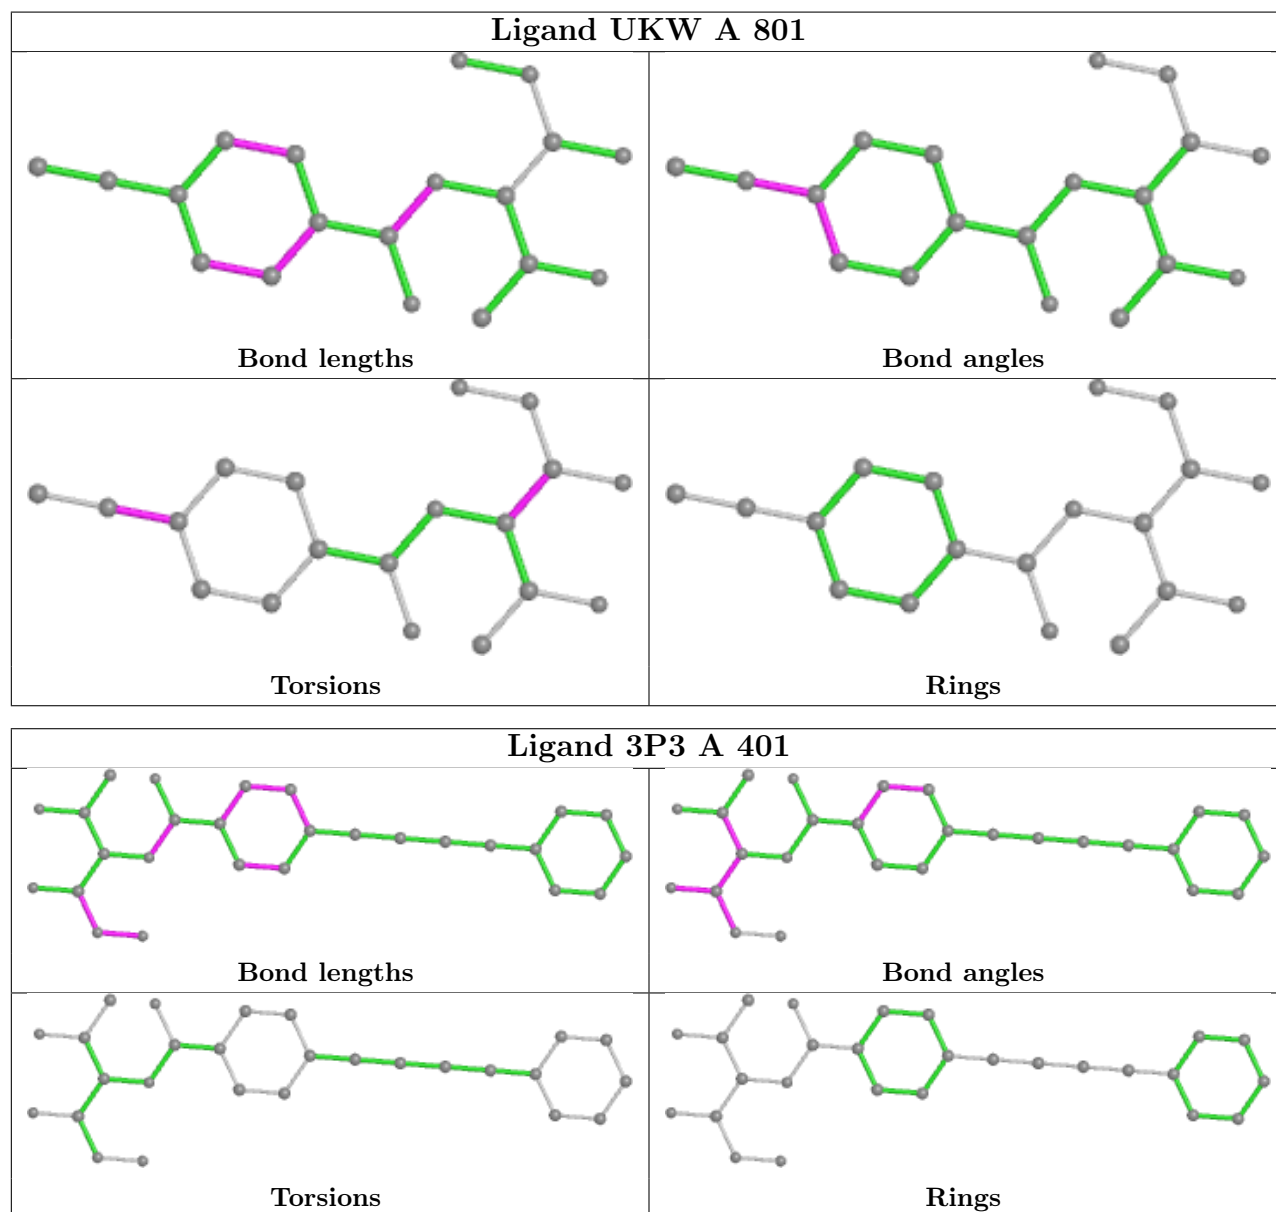 Ligand UKW A 801
Bond lengths
Bond angles
Torsions
Rings
Ligand 3P3 A 401
Bond lengths
Bond angles
Torsions
Rings